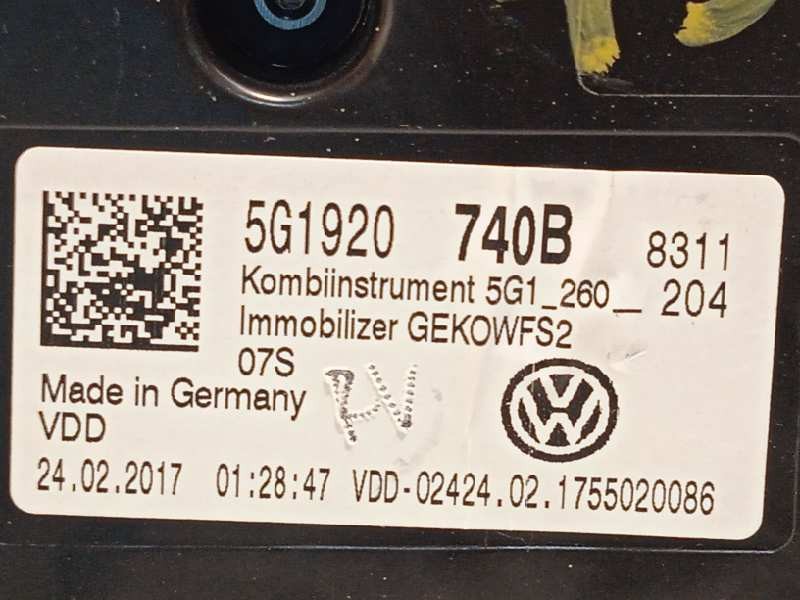 5G1920 740B 8311
Kombiinstrument 5G1_260_ 204
Immobilizer GEKOWFS2
07S
Made in Germany
VDD
24.02.2017 01:28:47 VDD-02424.02.1755020086